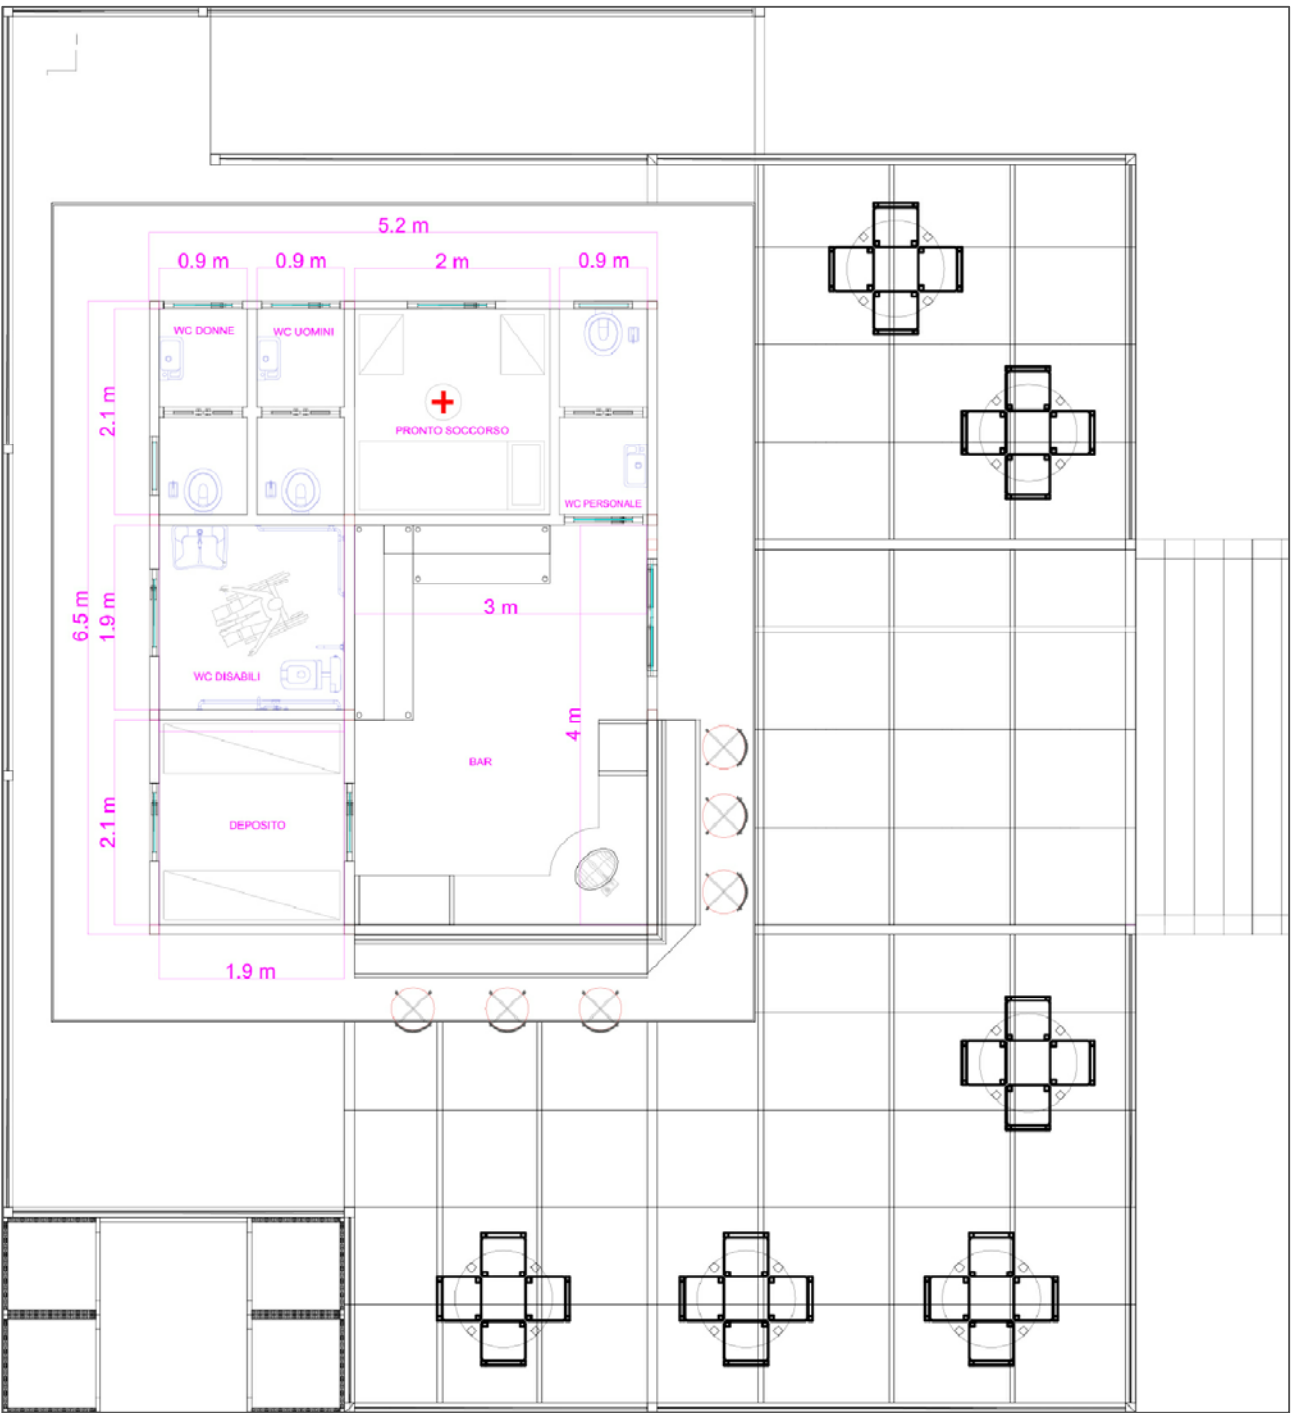 5.2 m
0.9 m
0.9 m
2 m
0.9 m
WC DONNE
WC UOMINI
2.1 m
PRONTO SOCCORSO
WC PERSONALE
6.5 m
1.9 m
3 m
WC DISABILI
4 m
BAR
2.1 m
DEPOSITO
1.9 m